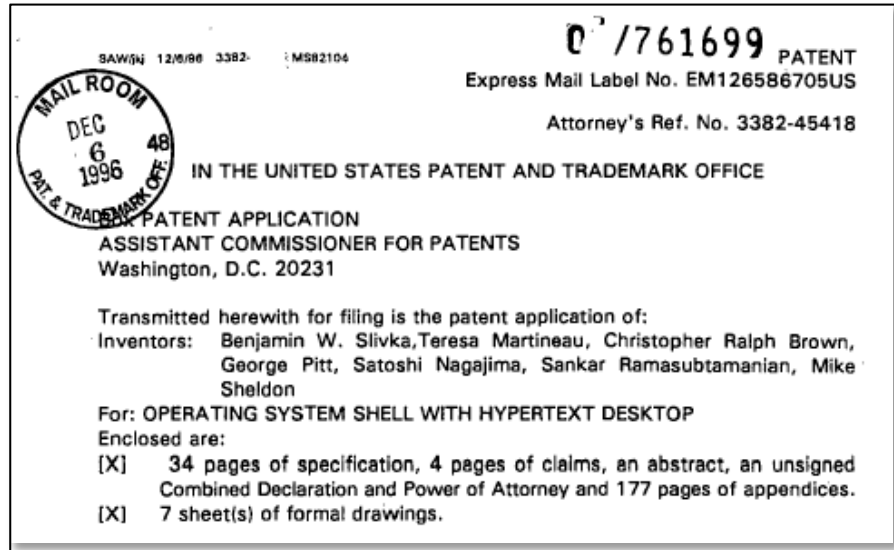 /761699 PATENT
SAW/skj 12/6/96 3382- MS82104
Express Mail Label No. EM126586705US
MAIL ROOM
DEC
6
1996
48
PAT. & TRADEMARK OFF.
Attorney's Ref. No. 3382-45418
IN THE UNITED STATES PATENT AND TRADEMARK OFFICE
PATENT APPLICATION
ASSISTANT COMMISSIONER FOR PATENTS
Washington, D.C. 20231
Transmitted herewith for filing is the patent application of:
Inventors: Benjamin W. Slivka,Teresa Martineau, Christopher Ralph Brown,
George Pitt, Satoshi Nagajima, Sankar Ramasubtamanian, Mike
Sheldon
For: OPERATING SYSTEM SHELL WITH HYPERTEXT DESKTOP
Enclosed are:
[X] 34 pages of specification, 4 pages of claims, an abstract, an unsigned
Combined Declaration and Power of Attorney and 177 pages of appendices.
[X] 7 sheet(s) of formal drawings.